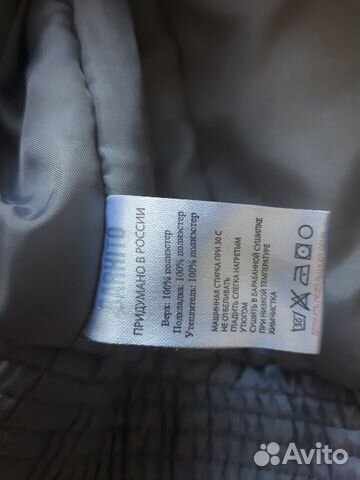 ПРИДУМАНО В РОССИИ
Верх: 100% полиэстер
Подкладка: 100% полиэстер
Утеплитель: 100% полиэстер
МАШИННАЯ СТИРКА ПРИ 30 С
НЕ ОТБЕЛИВАТЬ
ГЛАДИТЬ СЛЕГКА НАГРЕТЫМ
УТЮГОМ
СУШИТЬ В БАРАБАННОЙ СУШИЛКЕ
ПРИ НИЗКОЙ ТЕМПЕРАТУРЕ
ХИМЧИСТКА
30
Avito